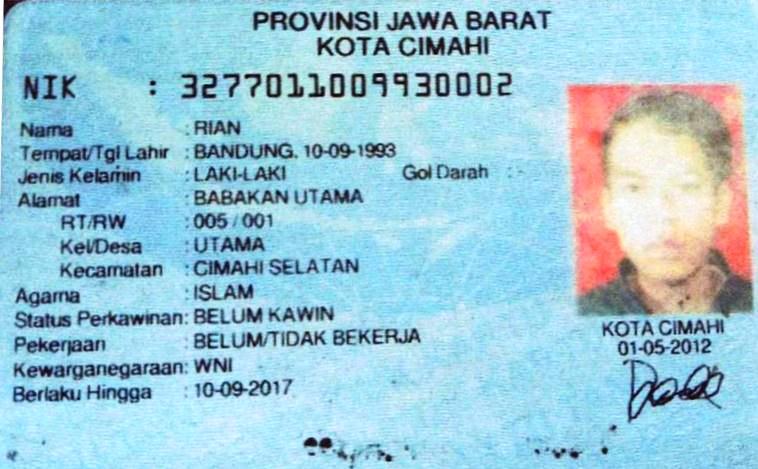 PROVINSI JAWA BARAT
KOTA CIMAHI
NIK : 3277011009930002
Nama : RIAN
Tempat/Tgl Lahir : BANDUNG, 10-09-1993
Jenis Kelamin : LAKI-LAKI Gol Darah :
Alamat : BABAKAN UTAMA
RT/RW : 005 / 001
Kel/Desa : UTAMA
Kecamatan : CIMAHI SELATAN
Agama : ISLAM
Status Perkawinan: BELUM KAWIN
Pekerjaan : BELUM/TIDAK BEKERJA
Kewarganegaraan: WNI
Berlaku Hingga : 10-09-2017
KOTA CIMAHI
01-05-2012